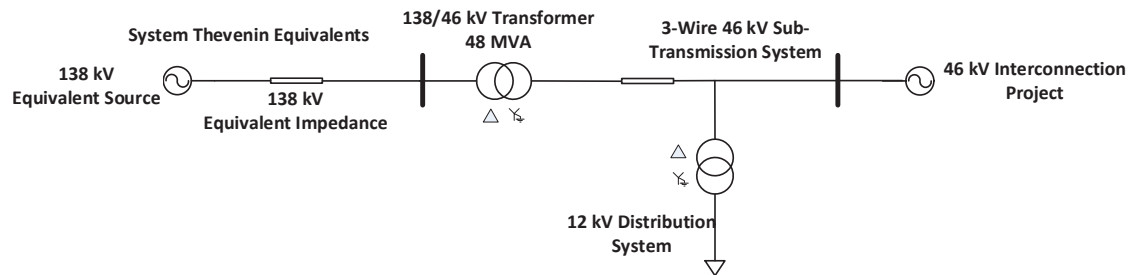 System Thevenin Equivalents
138 kV
Equivalent Source
138 kV
Equivalent Impedance
138/46 kV Transformer
48 MVA
3-Wire 46 kV Sub-
Transmission System
46 kV Interconnection
Project
12 kV Distribution
System